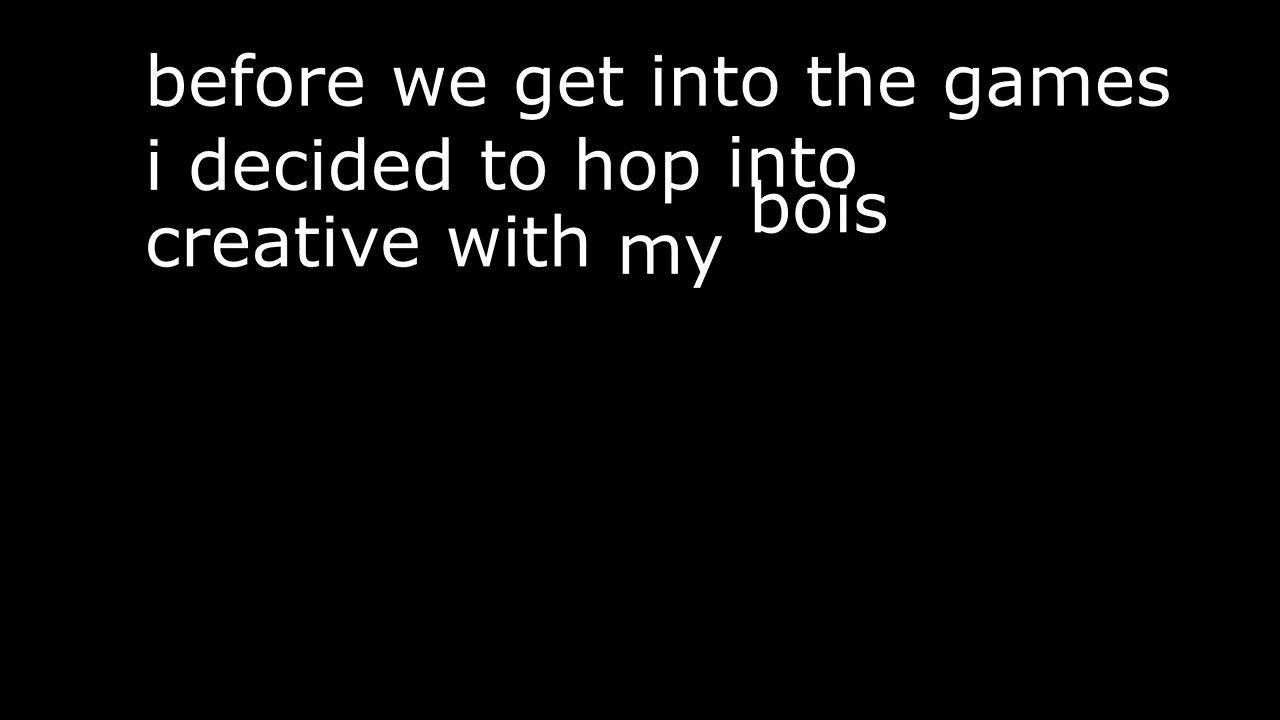 before we get into the games
i decided to hop into
creative with my bois